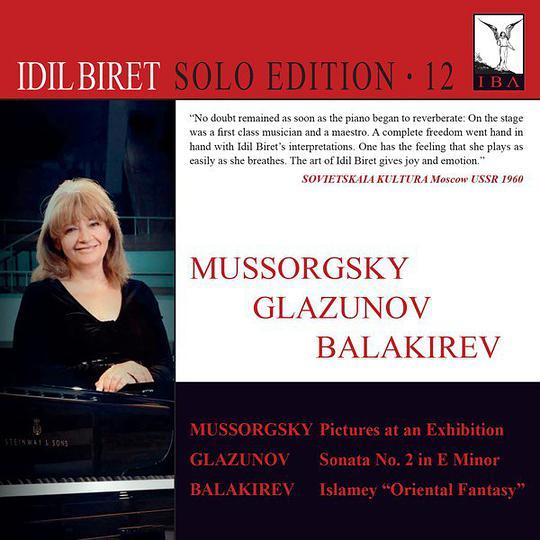 IDIL BIRET SOLO EDITION · 12
IBA
“No doubt remained as soon as the piano began to reverberate: On the stage
was a first class musician and a maestro. A complete freedom went hand in
hand with Idil Biret’s interpretations. One has the feeling that she plays as
easily as she breathes. The art of Idil Biret gives joy and emotion.”
SOVIETSKAIA KULTURA Moscow USSR 1960
MUSSORGSKY
GLAZUNOV
BALAKIREV
STEINWAY & SONS
MUSSORGSKY Pictures at an Exhibition
GLAZUNOV Sonata No. 2 in E Minor
BALAKIREV Islamey “Oriental Fantasy”